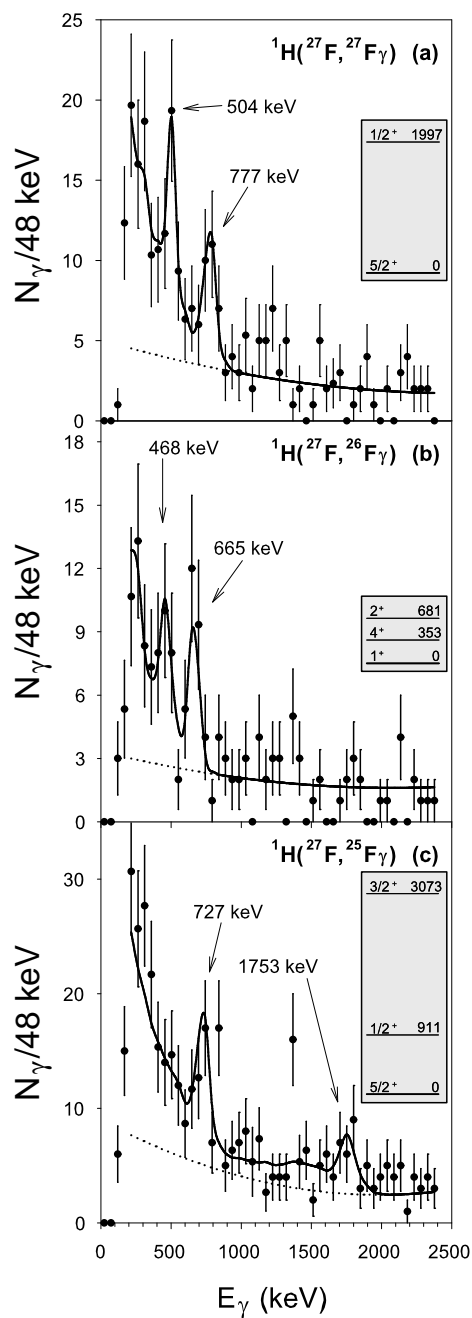 ¹H(²⁷F,²⁷Fγ) (a)
25
20
15
10
5
0
Nγ/48 keV
504 keV
777 keV
1/2⁺ 1997
5/2⁺ 0
¹H(²⁷F,²⁶Fγ) (b)
18
15
12
9
6
3
0
Nγ/48 keV
468 keV
665 keV
2⁺ 681
4⁺ 353
1⁺ 0
¹H(²⁷F,²⁵Fγ) (c)
30
20
10
0
Nγ/48 keV
727 keV
1753 keV
3/2⁺ 3073
1/2⁺ 911
5/2⁺ 0
0 500 1000 1500 2000 2500
Eγ (keV)